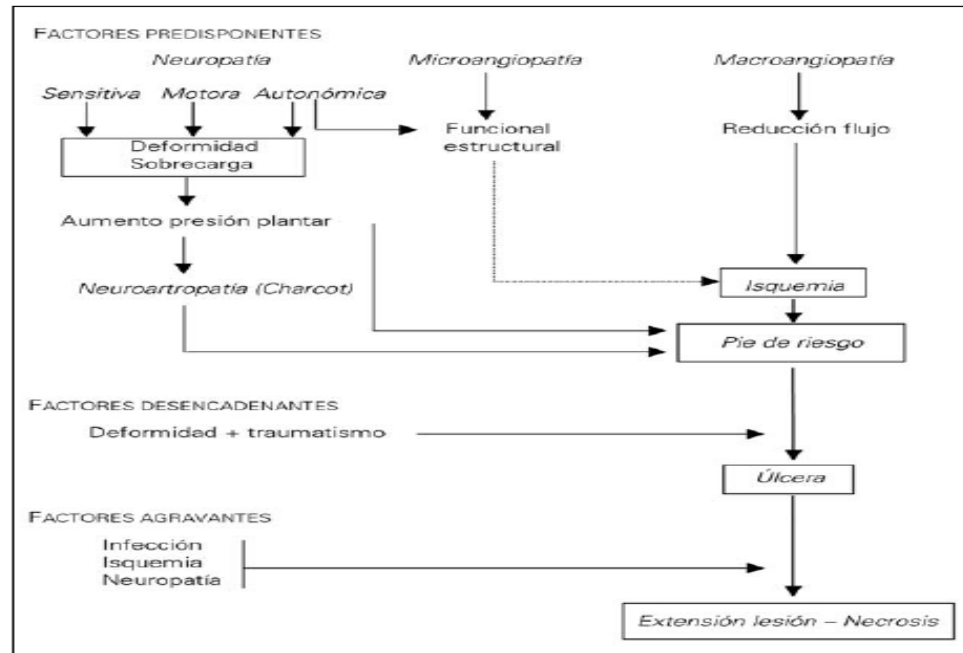 FACTORES PREDISPONENTES
Neuropatía Microangiopatía Macroangiopatía
Sensitiva Motora Autonómica
Funcional
estructural
Reducción flujo
Deformidad
Sobrecarga
Aumento presión plantar
Neuroartropatía (Charcot)
Isquemia
Pie de riesgo
FACTORES DESENCADENANTES
Deformidad + traumatismo
Úlcera
FACTORES AGRAVANTES
Infección
Isquemia
Neuropatía
Extensión lesión – Necrosis